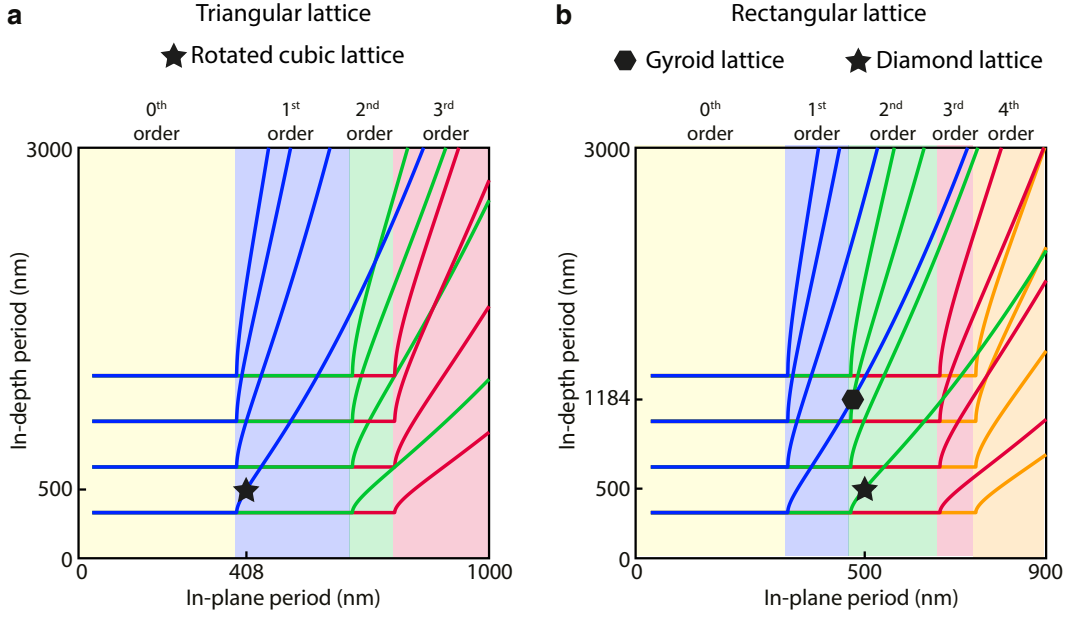 a
Triangular lattice
Rotated cubic lattice
0th order
1st order
2nd order
3rd order
3000
500
0
In-depth period (nm)
0
408
1000
In-plane period (nm)
b
Rectangular lattice
Gyroid lattice
Diamond lattice
0th order
1st order
2nd order
3rd order
4th order
3000
1184
500
0
In-depth period (nm)
0
500
900
In-plane period (nm)